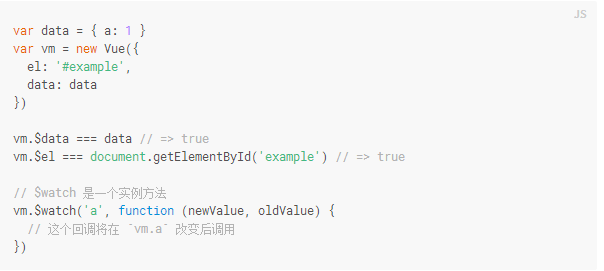 JS
var data = { a: 1 }
var vm = new Vue({
  el: '#example',
  data: data
})

vm.$data === data // => true
vm.$el === document.getElementById('example') // => true

// $watch 是一个实例方法
vm.$watch('a', function (newValue, oldValue) {
  // 这个回调将在 `vm.a` 改变后调用
})